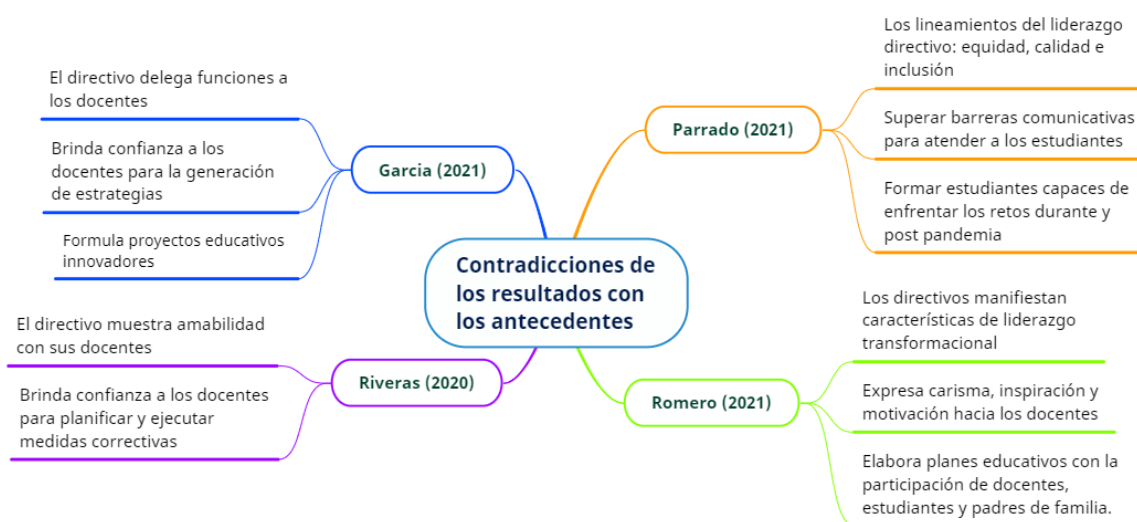 El directivo delega funciones a
los docentes
Brinda confianza a los
docentes para la generación
de estrategias
Formula proyectos educativos
innovadores
Garcia (2021)
El directivo muestra amabilidad
con sus docentes
Brinda confianza a los docentes
para planificar y ejecutar
medidas correctivas
Riveras (2020)
Contradicciones de
los resultados con
los antecedentes
Parrado (2021)
Los lineamientos del liderazgo
directivo: equidad, calidad e
inclusión
Superar barreras comunicativas
para atender a los estudiantes
Formar estudiantes capaces de
enfrentar los retos durante y
post pandemia
Romero (2021)
Los directivos manifiestan
características de liderazgo
transformacional
Expresa carisma, inspiración y
motivación hacia los docentes
Elabora planes educativos con la
participación de docentes,
estudiantes y padres de familia.